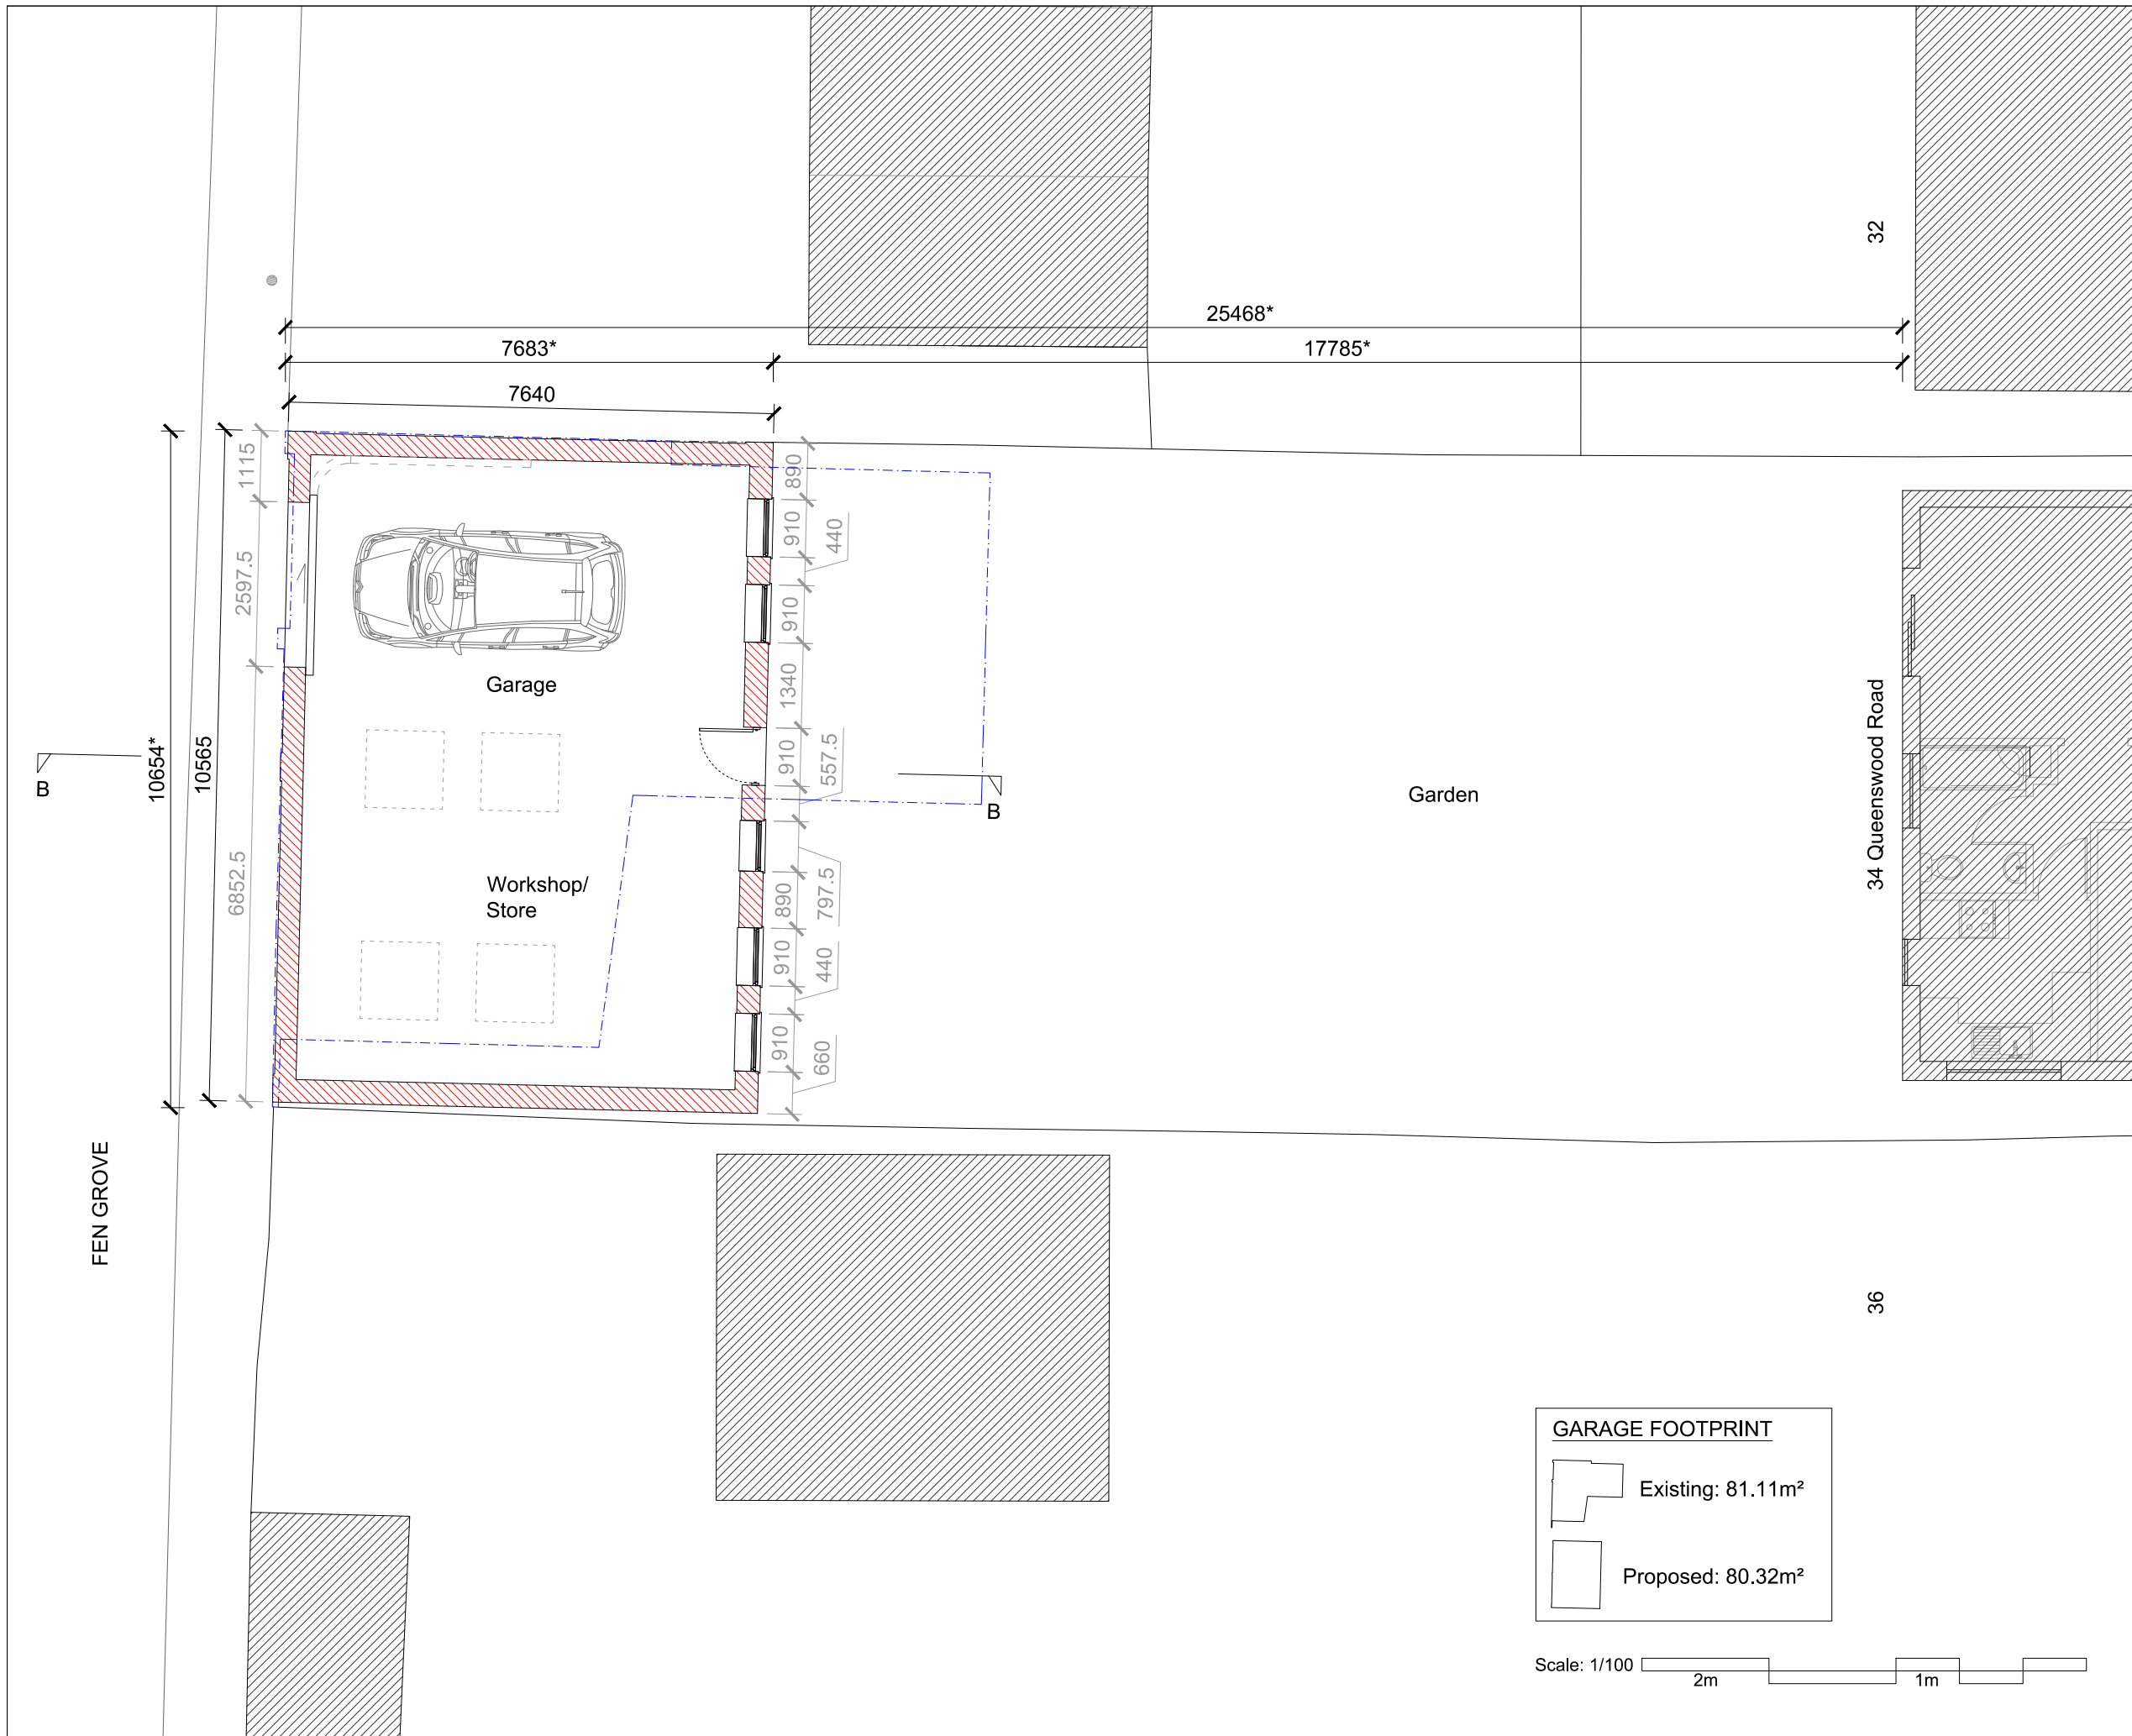 32
25468*
7683*
17785*
7640
1115
2597.5
6852.5
10654*
10565
890
910
440
910
1340
910
557.5
797.5
890
910
440
910
660
Garage
Workshop/
Store
Garden
B
B
34 Queenswood Road
FEN GROVE
36
GARAGE FOOTPRINT
Existing: 81.11m²
Proposed: 80.32m²
Scale: 1/100
2m
1m